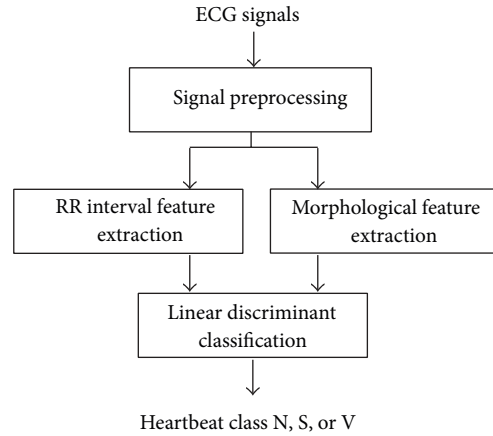 ECG signals
Signal preprocessing
RR interval feature
extraction
Morphological feature
extraction
Linear discriminant
classification
Heartbeat class N, S, or V